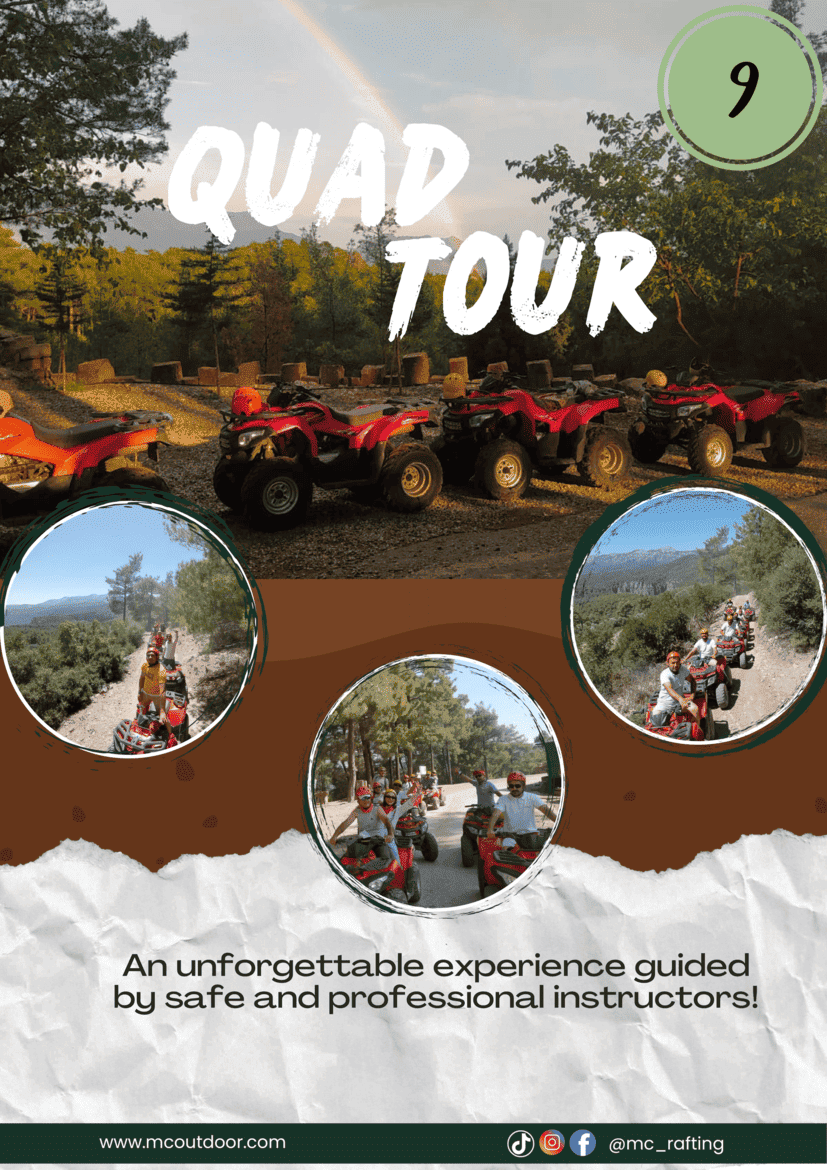 9
QUAD
TOUR
An unforgettable experience guided
by safe and professional instructors!
www.mcoutdoor.com
@mc_rafting